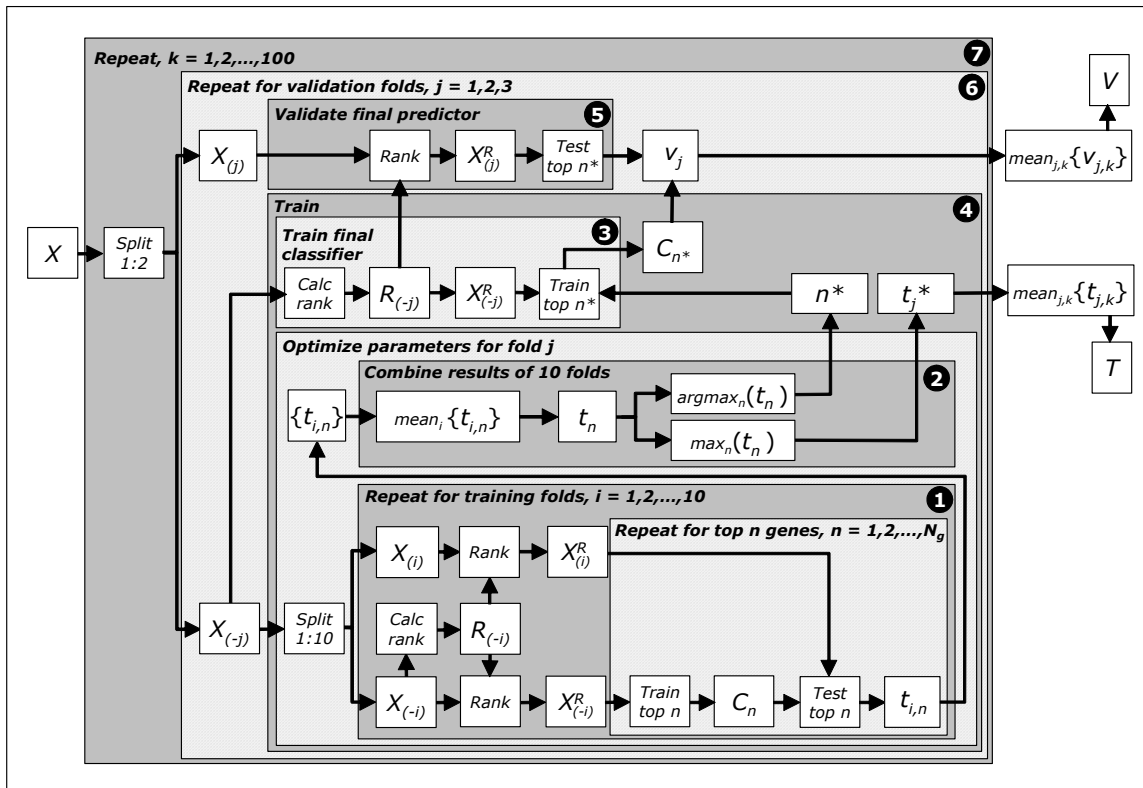 Repeat, k = 1,2,...,100
7
Repeat for validation folds, j = 1,2,3
6
Validate final predictor
5
X(j)
Rank
X^R(j)
Test
top n*
v_j
mean_j,k{v_j,k}
V
Train
4
X
Split
1:2
Train final
classifier
3
Calc
rank
R(-j)
X^R(-j)
Train
top n*
C_n*
n*
t_j*
mean_j,k{t_j,k}
T
Optimize parameters for fold j
Combine results of 10 folds
2
{t_i,n}
mean_i{t_i,n}
t_n
argmax_n(t_n)
max_n(t_n)
Repeat for training folds, i = 1,2,...,10
1
Repeat for top n genes, n = 1,2,...,N_g
X(i)
Rank
X^R(i)
X(-j)
Split
1:10
Calc
rank
R(-i)
X(-i)
Rank
X^R(-i)
Train
top n
C_n
Test
top n
t_i,n